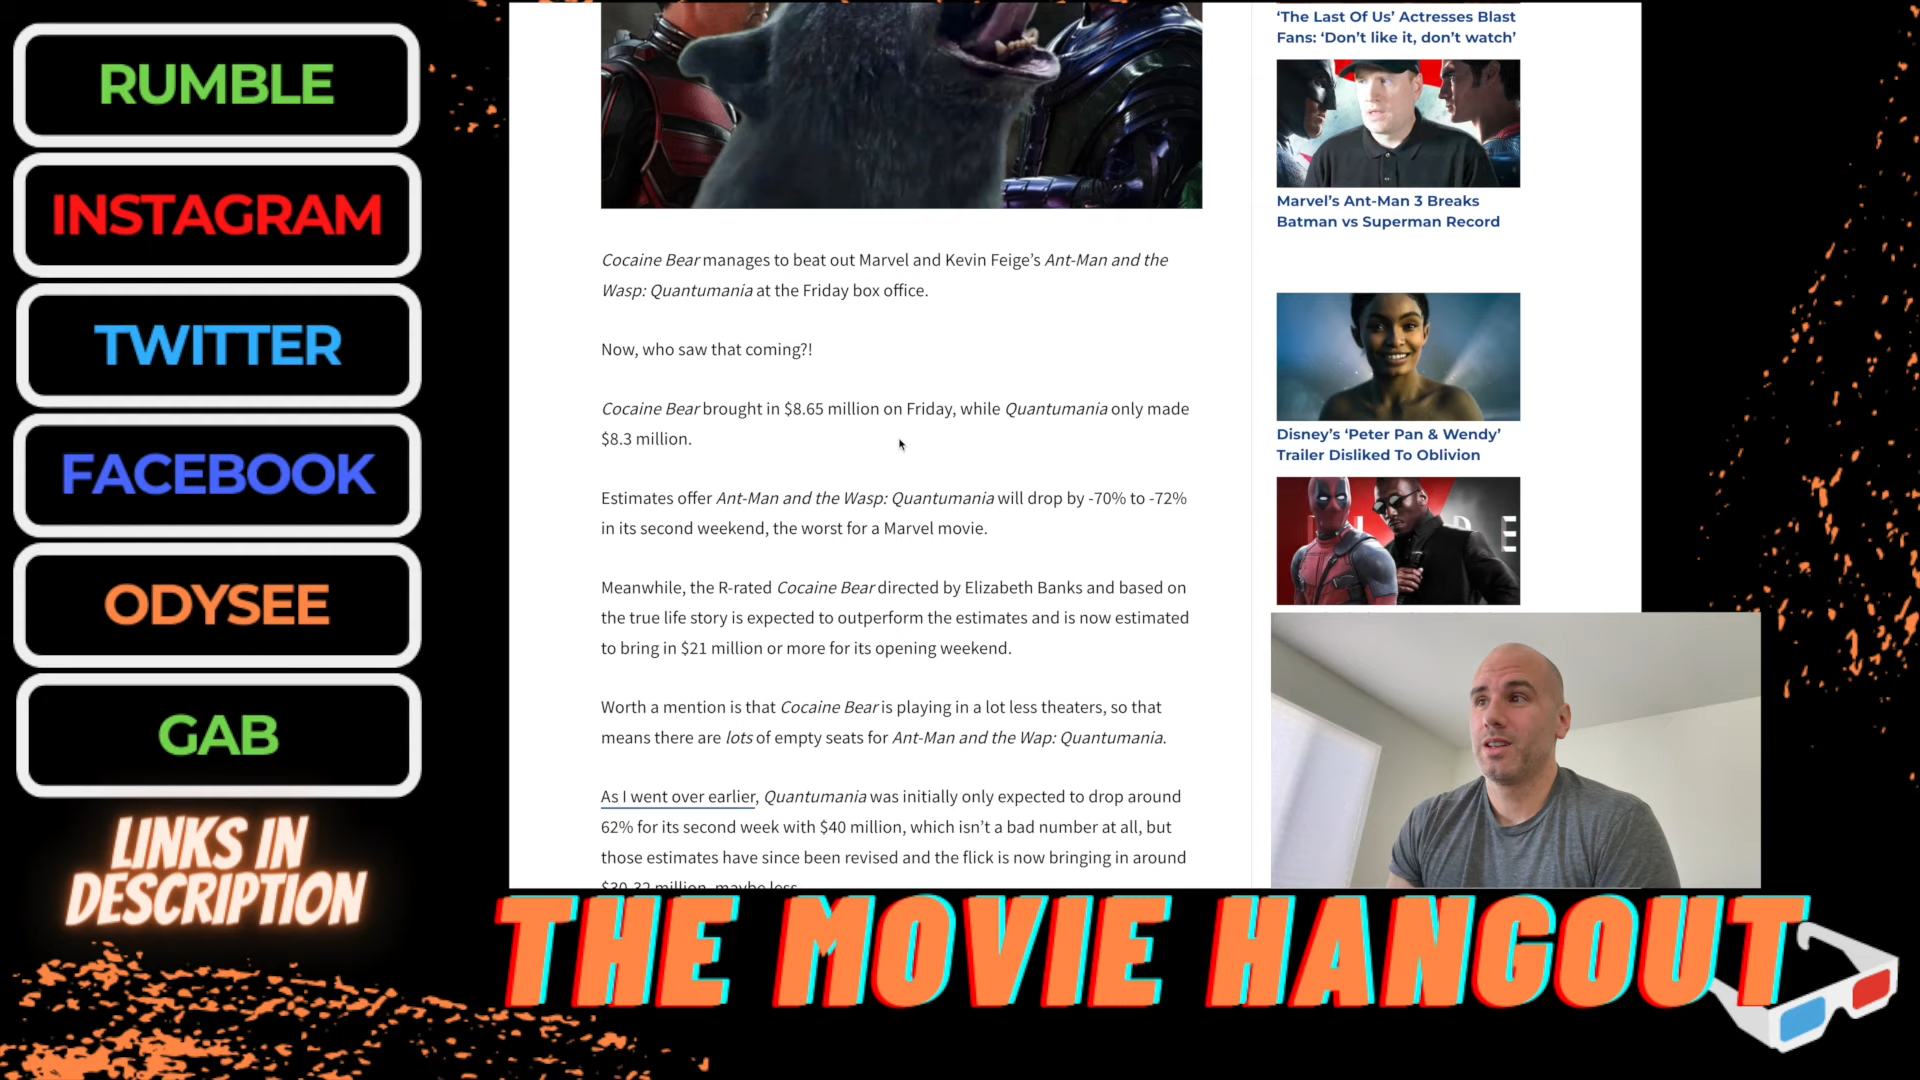 RUMBLE
INSTAGRAM
TWITTER
FACEBOOK
ODYSEE
GAB
LINKS IN
DESCRIPTION
Cocaine Bear manages to beat out Marvel and Kevin Feige’s Ant-Man and the
Wasp: Quantumania at the Friday box office.
Now, who saw that coming?!
Cocaine Bear brought in $8.65 million on Friday, while Quantumania only made
$8.3 million.
Estimates offer Ant-Man and the Wasp: Quantumania will drop by -70% to -72%
in its second weekend, the worst for a Marvel movie.
Meanwhile, the R-rated Cocaine Bear directed by Elizabeth Banks and based on
the true life story is expected to outperform the estimates and is now estimated
to bring in $21 million or more for its opening weekend.
Worth a mention is that Cocaine Bear is playing in a lot less theaters, so that
means there are lots of empty seats for Ant-Man and the Wap: Quantumania.
As I went over earlier, Quantumania was initially only expected to drop around
62% for its second week with $40 million, which isn’t a bad number at all, but
those estimates have since been revised and the flick is now bringing in around
$30-32 million, maybe less.
‘The Last Of Us’ Actresses Blast
Fans: ‘Don’t like it, don’t watch’
Marvel’s Ant-Man 3 Breaks
Batman vs Superman Record
Disney’s ‘Peter Pan & Wendy’
Trailer Disliked To Oblivion
THE MOVIE HANGOUT